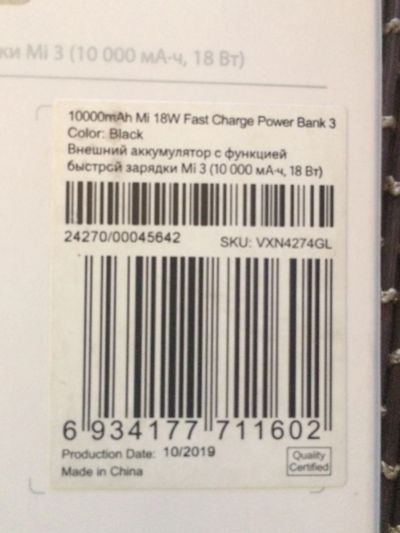 ки Mi 3 (10 000 мА·ч, 18 Вт)
10000mAh Mi 18W Fast Charge Power Bank 3
Color: Black
Внешний аккумулятор с функцией
быстрой зарядки Mi 3 (10 000 мА·ч, 18 Вт)
24270/00045642 SKU: VXN4274GL
6 934177 711602
Production Date: 10/2019
Made in China
Quality
Certified